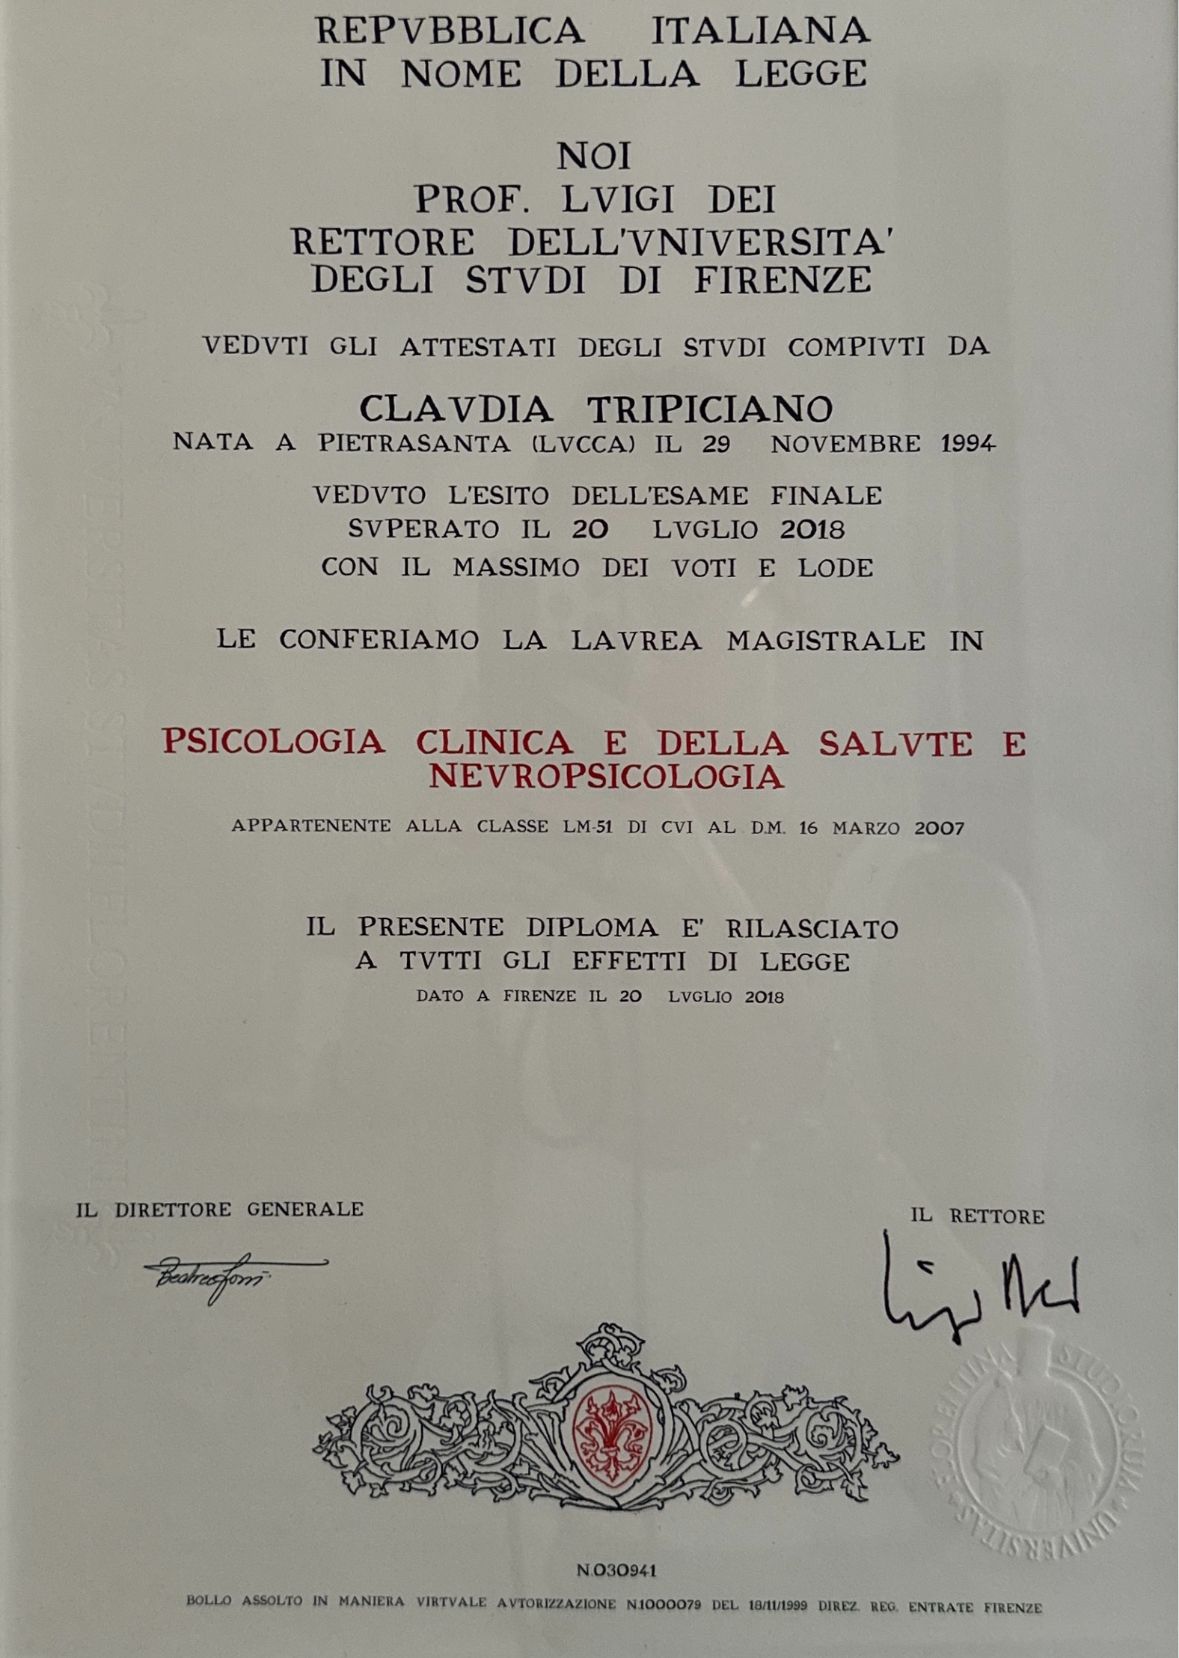 REPVBBLICA ITALIANA
IN NOME DELLA LEGGE
NOI
PROF. LVIGI DEI
RETTORE DELL'VNIVERSITA'
DEGLI STVDI DI FIRENZE
VEDVTI GLI ATTESTATI DEGLI STVDI COMPIVTI DA
CLAVDIA TRIPICIANO
NATA A PIETRASANTA (LVCCA) IL 29 NOVEMBRE 1994
VEDVTO L'ESITO DELL'ESAME FINALE
SVPERATO IL 20 LVGLIO 2018
CON IL MASSIMO DEI VOTI E LODE
LE CONFERIAMO LA LAVREA MAGISTRALE IN
PSICOLOGIA CLINICA E DELLA SALVTE E
NEVROPSICOLOGIA
APPARTENENTE ALLA CLASSE LM-51 DI CVI AL D.M. 16 MARZO 2007
IL PRESENTE DIPLOMA E' RILASCIATO
A TVTTI GLI EFFETTI DI LEGGE
DATO A FIRENZE IL 20 LVGLIO 2018
IL DIRETTORE GENERALE
IL RETTORE
Luigi Dei
FLORENTINA STUDIORUM UNIVERSITAS
N.030941
BOLLO ASSOLTO IN MANIERA VIRTVALE AVTORIZZAZIONE N.1000079 DEL 18/11/1999 DIREZ. REG. ENTRATE FIRENZE